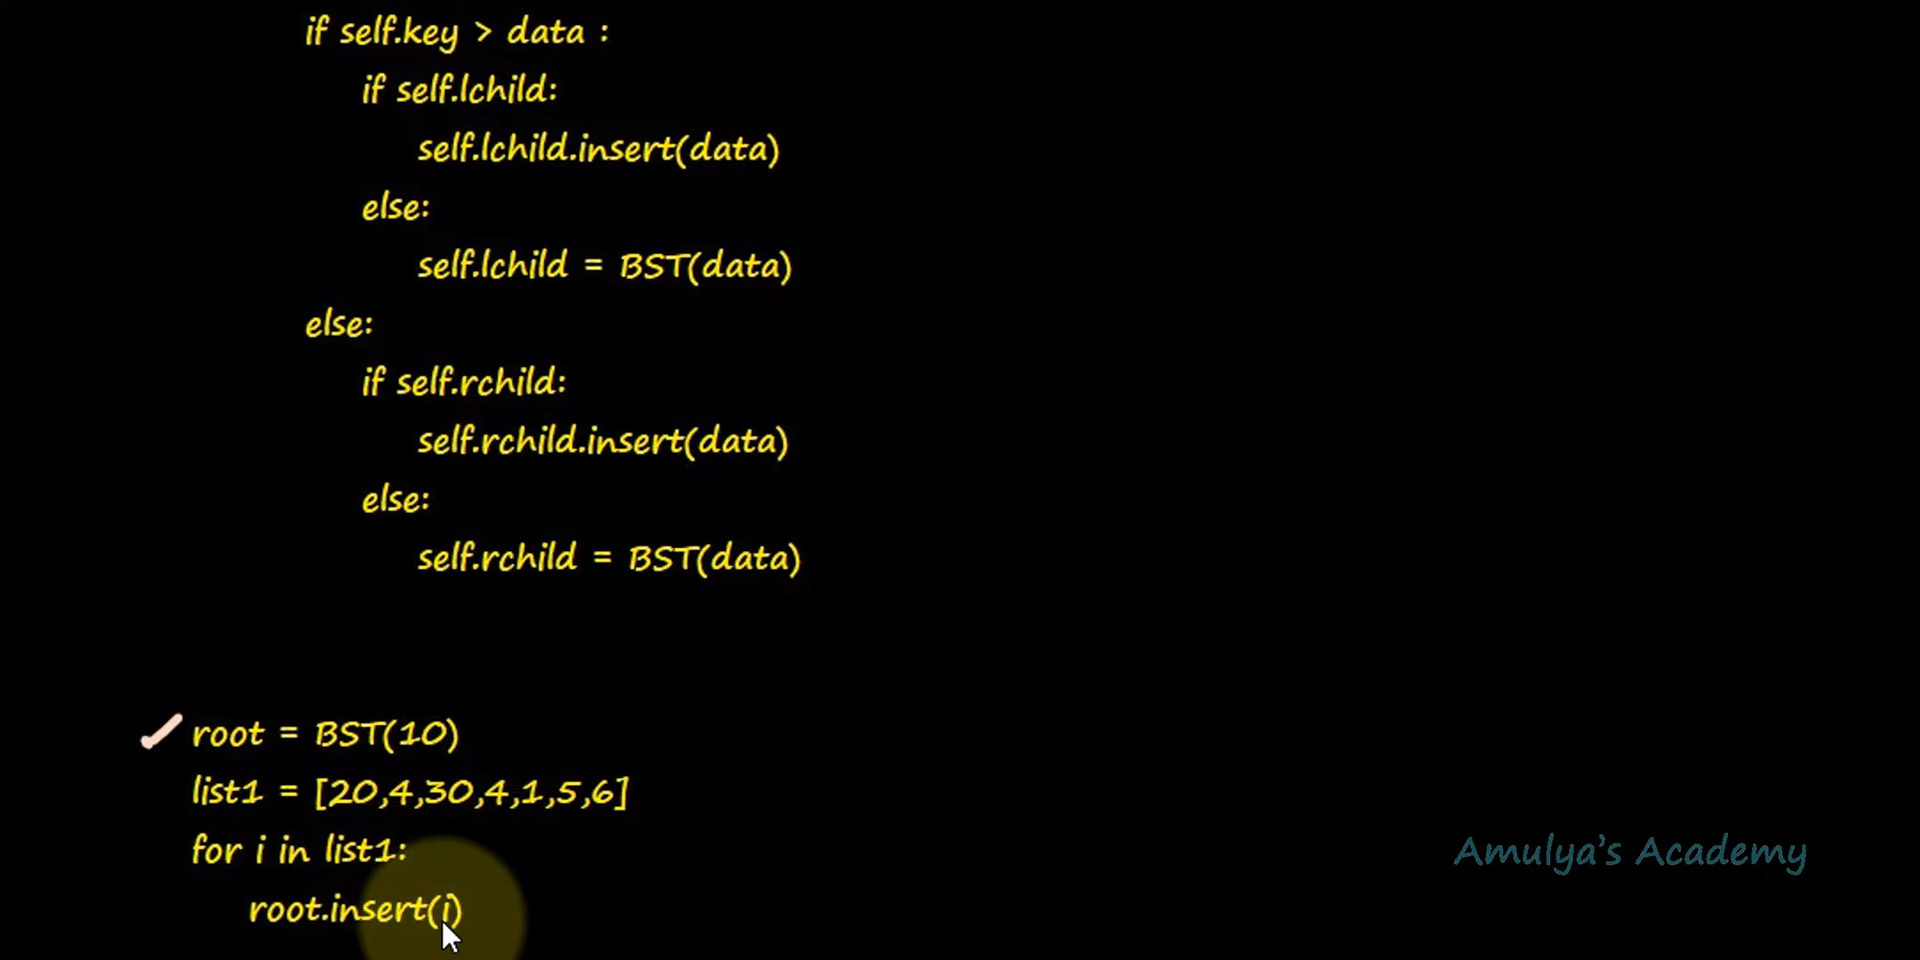 if self.key > data :
if self.lchild:
self.lchild.insert(data)
else:
self.lchild = BST(data)
else:
if self.rchild:
self.rchild.insert(data)
else:
self.rchild = BST(data)
root = BST(10)
list1 = [20,4,30,4,1,5,6]
for i in list1:
root.insert(i)
Amulya's Academy